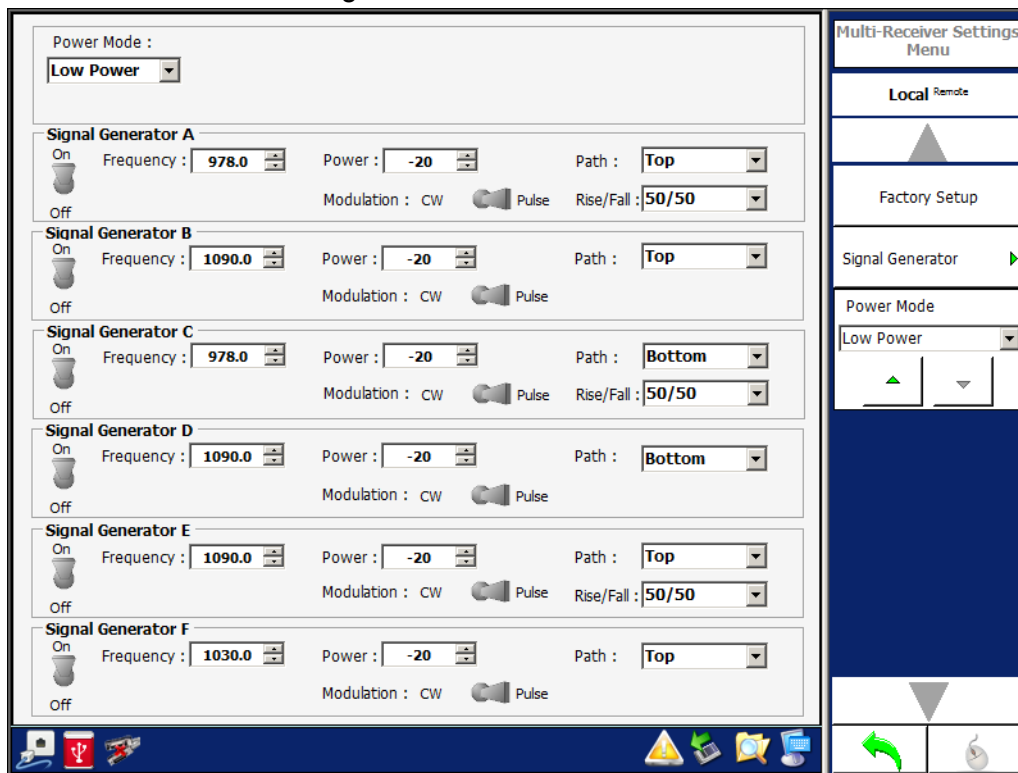 Power Mode :
Low Power
Signal Generator A
On Frequency : 978.0 Power : -20 Path : Top
Off Modulation : CW Pulse Rise/Fall : 50/50
Signal Generator B
On Frequency : 1090.0 Power : -20 Path : Top
Off Modulation : CW Pulse
Signal Generator C
On Frequency : 978.0 Power : -20 Path : Bottom
Off Modulation : CW Pulse Rise/Fall : 50/50
Signal Generator D
On Frequency : 1090.0 Power : -20 Path : Bottom
Off Modulation : CW Pulse
Signal Generator E
On Frequency : 1090.0 Power : -20 Path : Top
Off Modulation : CW Pulse Rise/Fall : 50/50
Signal Generator F
On Frequency : 1030.0 Power : -20 Path : Top
Off Modulation : CW Pulse
Multi-Receiver Settings
Menu
Local Remote
Factory Setup
Signal Generator
Power Mode
Low Power